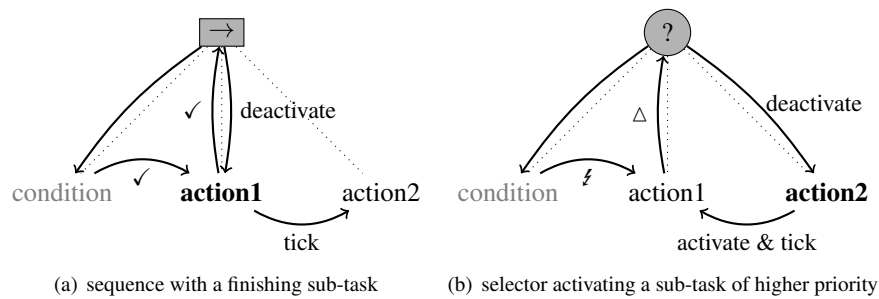 →
?
✓
deactivate
△
deactivate
condition
✓
action1
action2
condition
↯
action1
action2
tick
activate & tick
(a) sequence with a finishing sub-task
(b) selector activating a sub-task of higher priority